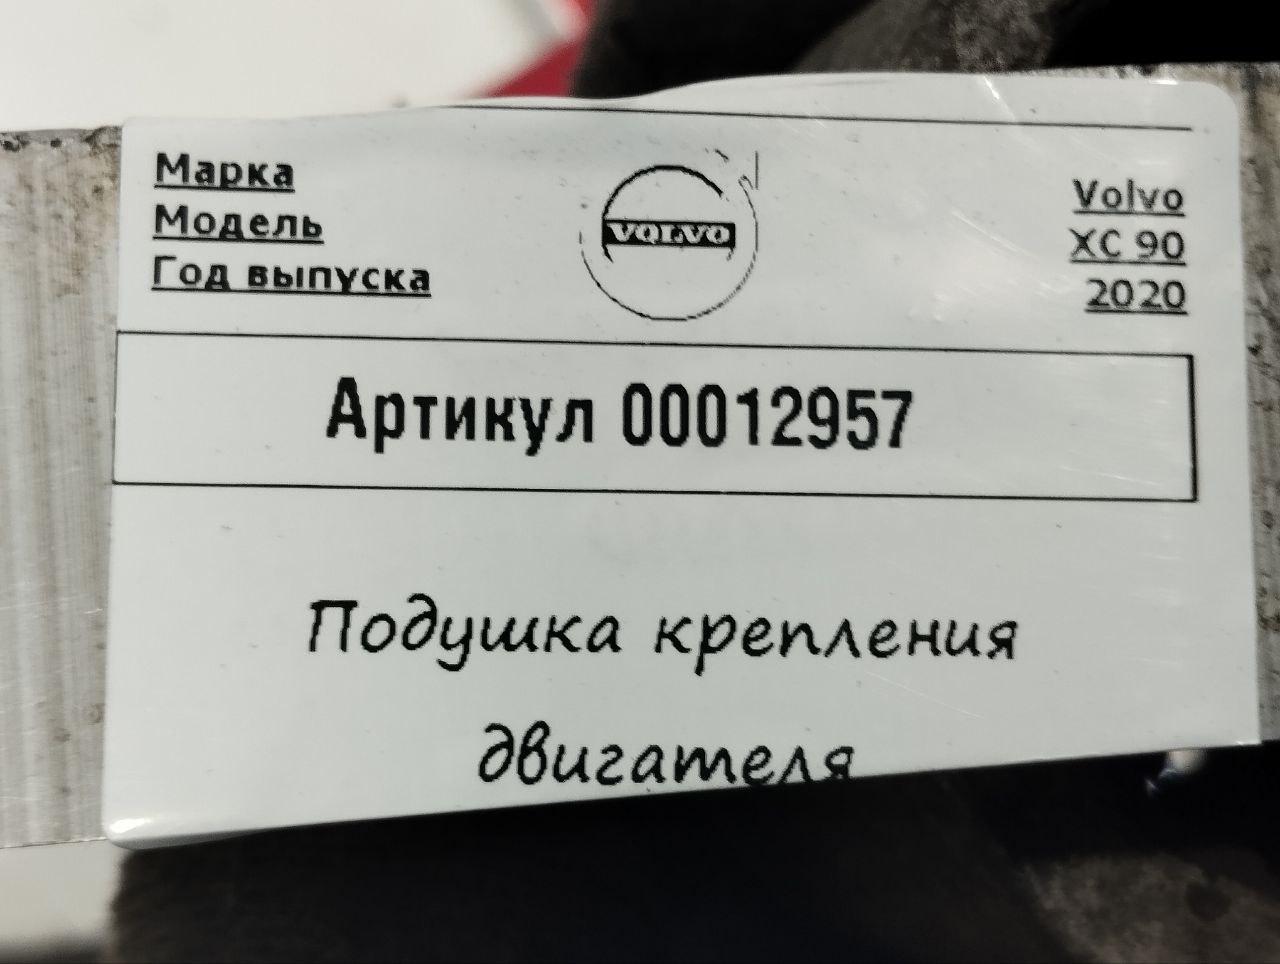 Марка
Модель
Год выпуска
VOLVO
Volvo
XC 90
2020
Артикул 00012957
Подушка крепления
двигателя